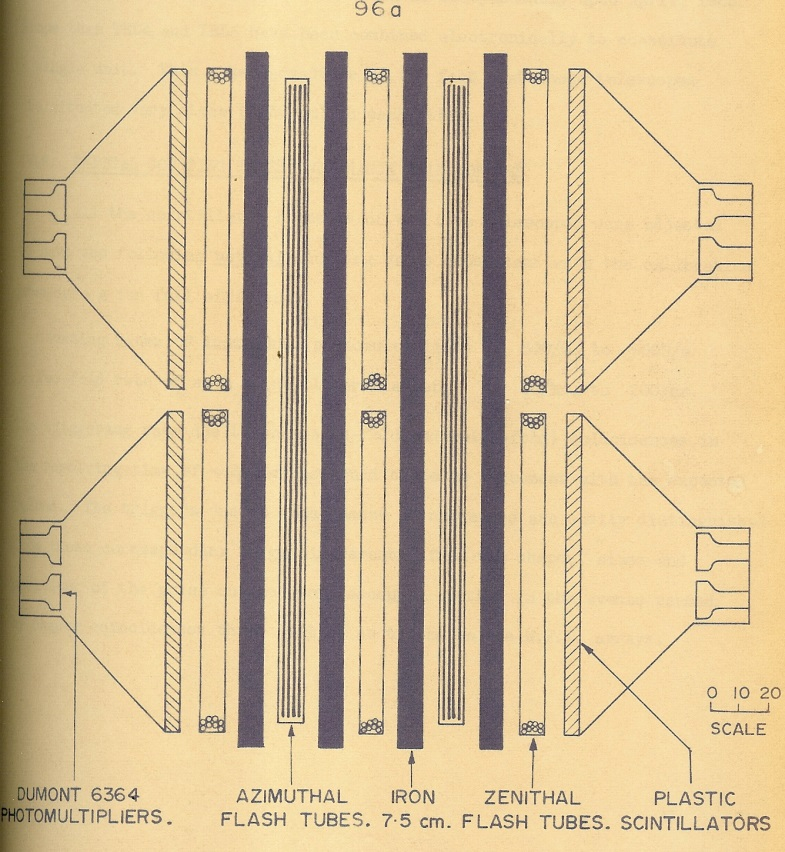 96a
0 10 20
SCALE
DUMONT 6364
PHOTOMULTIPLIERS.
AZIMUTHAL
FLASH TUBES.
IRON
7·5 cm.
ZENITHAL
FLASH TUBES.
PLASTIC
SCINTILLATORS